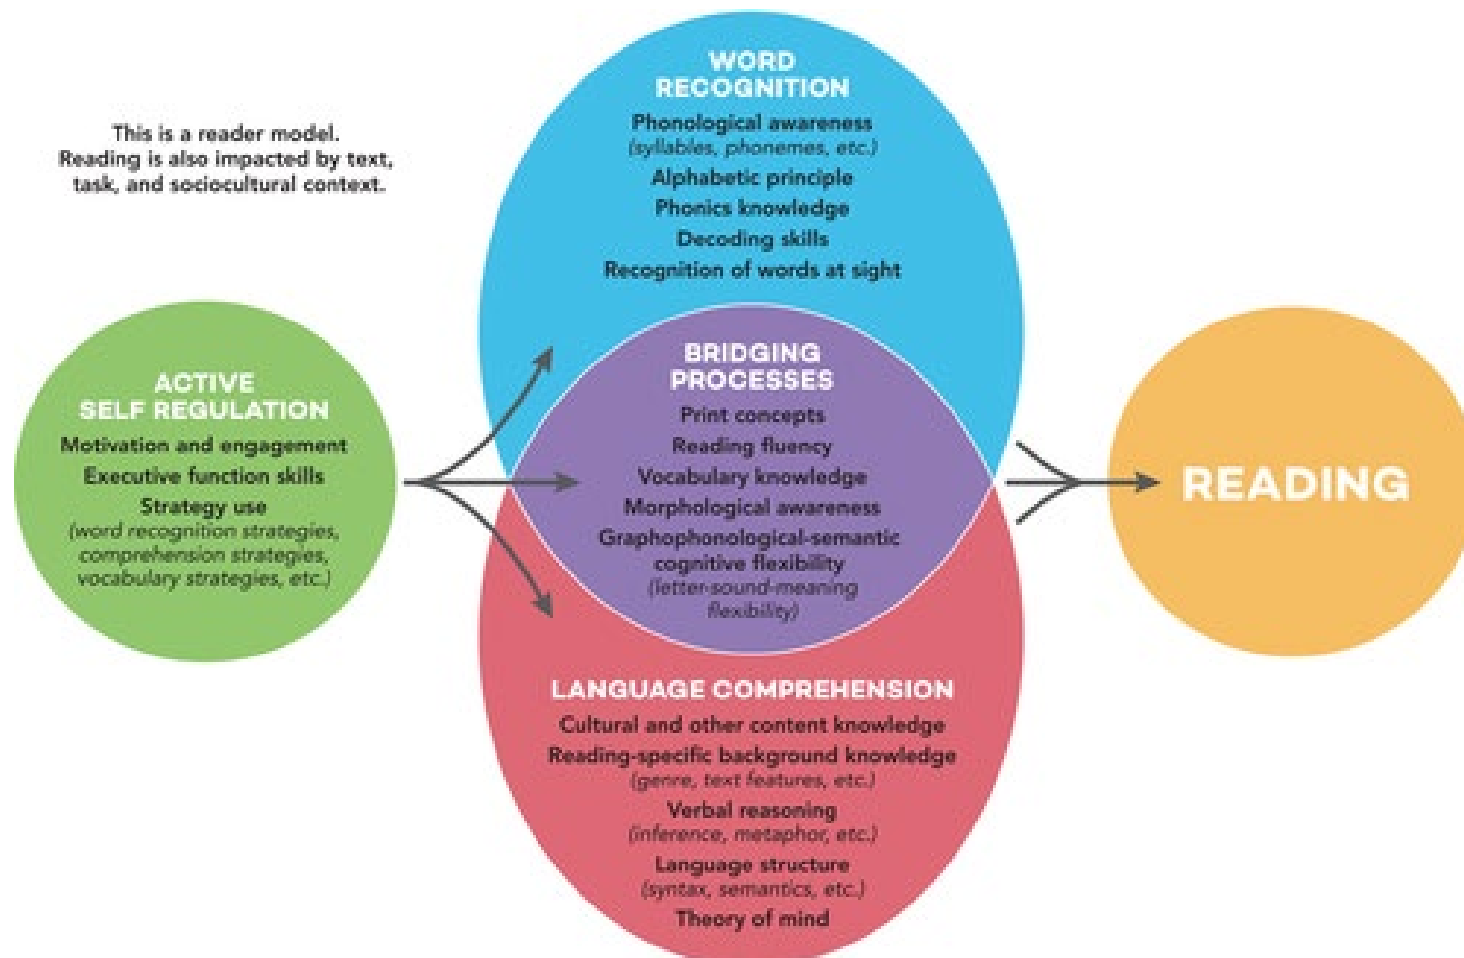 This is a reader model.
Reading is also impacted by text,
task, and sociocultural context.
ACTIVE
SELF REGULATION
Motivation and engagement
Executive function skills
Strategy use
(word recognition strategies,
comprehension strategies,
vocabulary strategies, etc.)
WORD
RECOGNITION
Phonological awareness
(syllables, phonemes, etc.)
Alphabetic principle
Phonics knowledge
Decoding skills
Recognition of words at sight
BRIDGING
PROCESSES
Print concepts
Reading fluency
Vocabulary knowledge
Morphological awareness
Graphophonological-semantic
cognitive flexibility
(letter-sound-meaning
flexibility)
LANGUAGE COMPREHENSION
Cultural and other content knowledge
Reading-specific background knowledge
(genre, text features, etc.)
Verbal reasoning
(inference, metaphor, etc.)
Language structure
(syntax, semantics, etc.)
Theory of mind
READING